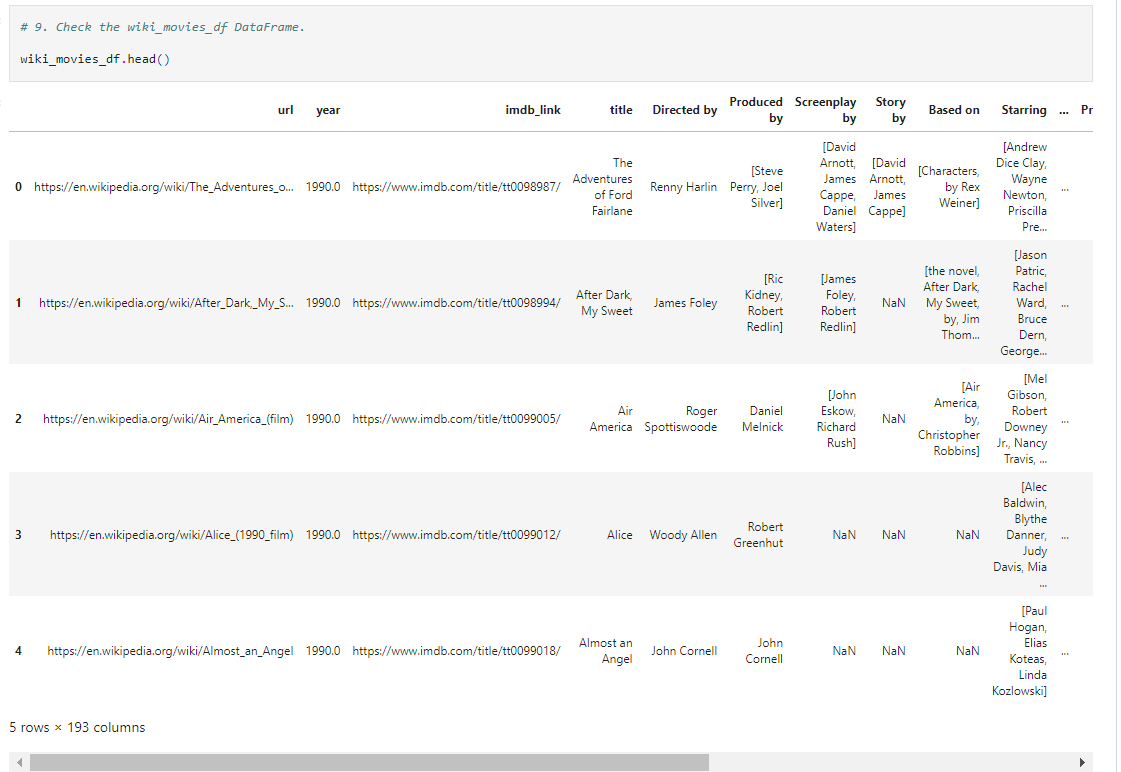 # 9. Check the wiki_movies_df DataFrame.
wiki_movies_df.head()
url year imdb_link title Directed by Produced by Screenplay by Story by Based on Starring ... Pr
0 https://en.wikipedia.org/wiki/The_Adventures_o... 1990.0 https://www.imdb.com/title/tt0098987/ The Adventures of Ford Fairlane Renny Harlin [Steve Perry, Joel Silver] [David Arnott, James Cappe, Daniel Waters] [David Arnott, James Cappe] [Characters, by Rex Weiner] [Andrew Dice Clay, Wayne Newton, Priscilla Pre... ...
1 https://en.wikipedia.org/wiki/After_Dark,_My_S... 1990.0 https://www.imdb.com/title/tt0098994/ After Dark, My Sweet James Foley [Ric Kidney, Robert Redlin] [James Foley, Robert Redlin] NaN [the novel, After Dark, My Sweet, by, Jim Thom... [Jason Patric, Rachel Ward, Bruce Dern, George... ...
2 https://en.wikipedia.org/wiki/Air_America_(film) 1990.0 https://www.imdb.com/title/tt0099005/ Air America Roger Spottiswoode Daniel Melnick [John Eskow, Richard Rush] NaN [Air America, by, Christopher Robbins] [Mel Gibson, Robert Downey Jr., Nancy Travis, ... ...
3 https://en.wikipedia.org/wiki/Alice_(1990_film) 1990.0 https://www.imdb.com/title/tt0099012/ Alice Woody Allen Robert Greenhut NaN NaN NaN [Alec Baldwin, Blythe Danner, Judy Davis, Mia ... ...
4 https://en.wikipedia.org/wiki/Almost_an_Angel 1990.0 https://www.imdb.com/title/tt0099018/ Almost an Angel John Cornell John Cornell NaN NaN NaN [Paul Hogan, Elias Koteas, Linda Kozlowski] ...
5 rows × 193 columns